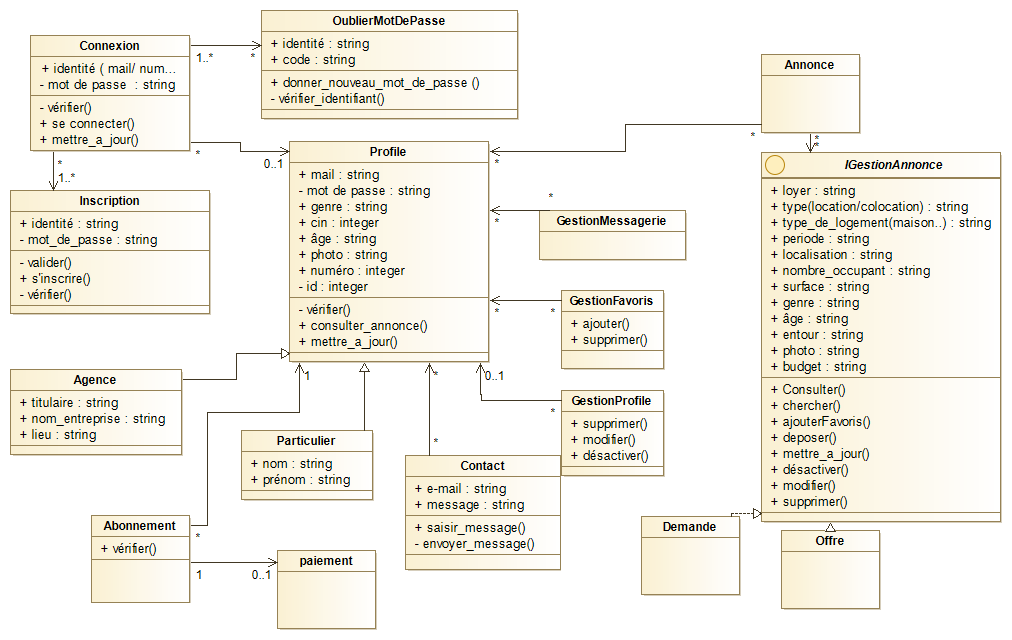 OublierMotDePasse
+ identité : string
+ code : string
+ donner_nouveau_mot_de_passe ()
- vérifier_identifiant()
Connexion
+ identité ( mail/ num...
- mot de passe : string
- vérifier()
+ se connecter()
+ mettre_a_jour()
1..*
*
*
0..1
*
1..*
Inscription
+ identité : string
- mot_de_passe : string
- valider()
+ s'inscrire()
- vérifier()
Profile
+ mail : string
- mot de passe : string
+ genre : string
+ cin : integer
+ âge : string
+ photo : string
+ numéro : integer
- id : integer
- vérifier()
+ consulter_annonce()
+ mettre_a_jour()
Annonce
*
*
*
*
IGestionAnnonce
+ loyer : string
+ type(location/colocation) : string
+ type_de_logement(maison..) : string
+ periode : string
+ localisation : string
+ nombre_occupant : string
+ surface : string
+ genre : string
+ âge : string
+ entour : string
+ photo : string
+ budget : string
+ Consulter()
+ chercher()
+ ajouterFavoris()
+ deposer()
+ mettre_a_jour()
+ désactiver()
+ modifier()
+ supprimer()
*
*
GestionMessagerie
GestionFavoris
+ ajouter()
+ supprimer()
*
*
GestionProfile
+ supprimer()
+ modifier()
+ désactiver()
0..1
*
Agence
+ titulaire : string
+ nom_entreprise : string
+ lieu : string
1
*
*
Particulier
+ nom : string
+ prénom : string
Contact
+ e-mail : string
+ message : string
+ saisir_message()
- envoyer_message()
Abonnement
+ vérifier()
*
1
0..1
paiement
Demande
Offre